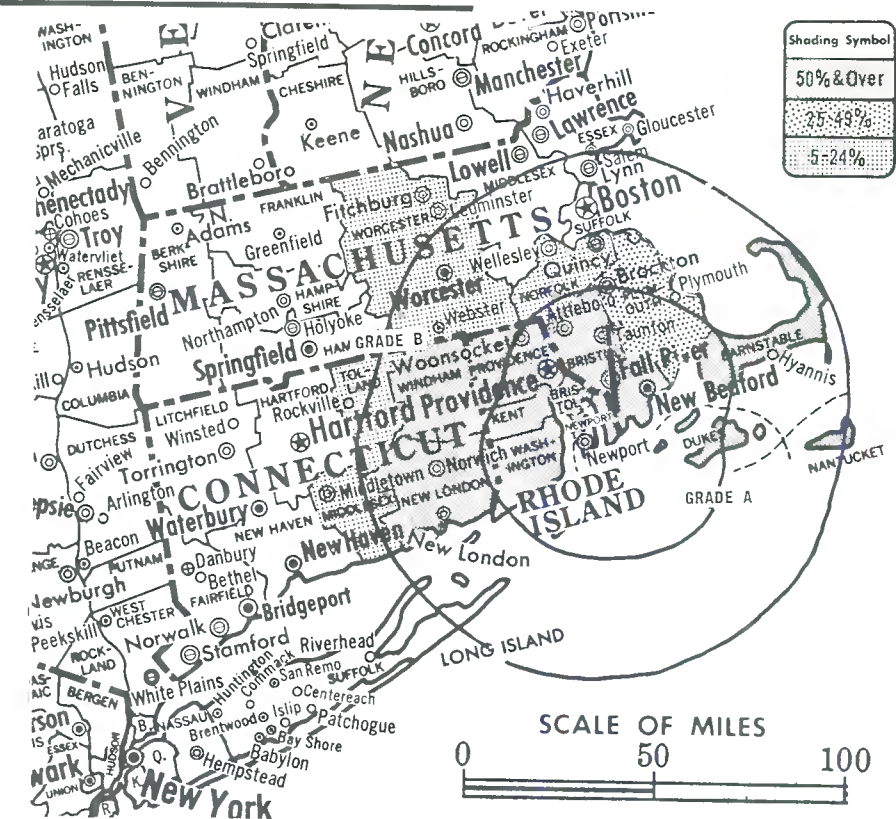 WASH-
INGTON
Hudson
Falls
Springfield
BEN-
NINGTON
WINDHAM
CHESHIRE
Keene
Concord
HILLS-
BORO
ROCKINGHAM
Exeter
Manchester
Haverhill
Lawrence
ESSEX
Gloucester
Nashua
Lowell
MIDDLESEX
Salem
Lynn
Boston
SUFFOLK
Mechanicville
Bennington
Brattleboro
Cohoes
Troy
Watervliet
RENSSE-
LAER
BERK-
SHIRE
N.
Adams
FRANKLIN
Greenfield
Fitchburg
WORCESTER
MASSACHUSETTS
Wellesley
Quincy
Brockton
Plymouth
NORFOLK
Pittsfield
HAMP-
SHIRE
Northampton
Holyoke
Worcester
Webster
Attleboro
Taunton
Springfield
HAM
GRADE B
Hudson
COLUMBIA
Woonsocket
WINDHAM
PROVIDENCE
Fall River
BARNSTABLE
Hyannis
New Bedford
HARTFORD
TOL-
LAND
Rockville
LITCHFIELD
Winsted
Hartford
Providence
BRIS-
TOL
KENT
NEWPORT
Newport
DUKES
NANTUCKET
DUTCHESS
Fairview
Torrington
Arlington
CONNECTICUT
Norwich
WASH-
INGTON
Middletown
MIDDLESEX
NEW LONDON
RHODE
ISLAND
GRADE A
Waterbury
NEW HAVEN
New Haven
New London
Beacon
PUTNAM
Danbury
Bethel
FAIRFIELD
Newburgh
WEST
CHESTER
Peekskill
Bridgeport
Norwalk
Stamford
ROCK-
LAND
BERGEN
White Plains
Riverhead
SUFFOLK
LONG ISLAND
Huntington
Commack
San Remo
Centereach
NASSAU
Brentwood
Islip
Patchogue
Bay Shore
Babylon
Hempstead
ESSEX
UNION
HUDSON
B.
Q.
K.
R.
New York
Shading Symbol
50% & Over
25-49%
5-24%
SCALE OF MILES
0 50 100